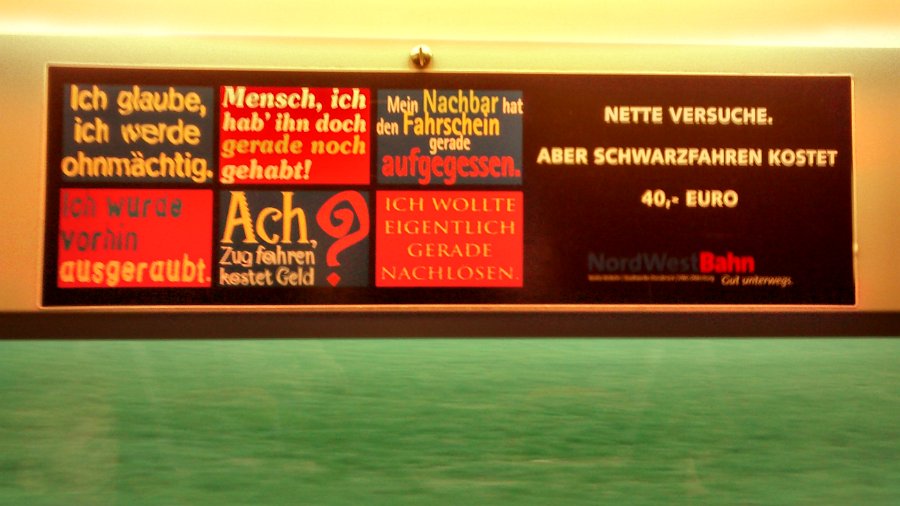 Ich glaube,
ich werde
ohnmächtig.
Mensch, ich
hab' ihn doch
gerade noch
gehabt!
Mein Nachbar hat
den Fahrschein
gerade
aufgegessen.
Ich wurde
vorhin
ausgeraubt.
Ach,
Zug fahren
kostet Geld
?
ICH WOLLTE
EIGENTLICH
GERADE
NACHLÖSEN.
NETTE VERSUCHE.
ABER SCHWARZFAHREN KOSTET
40,- EURO
NordWestBahn
Gut unterwegs.